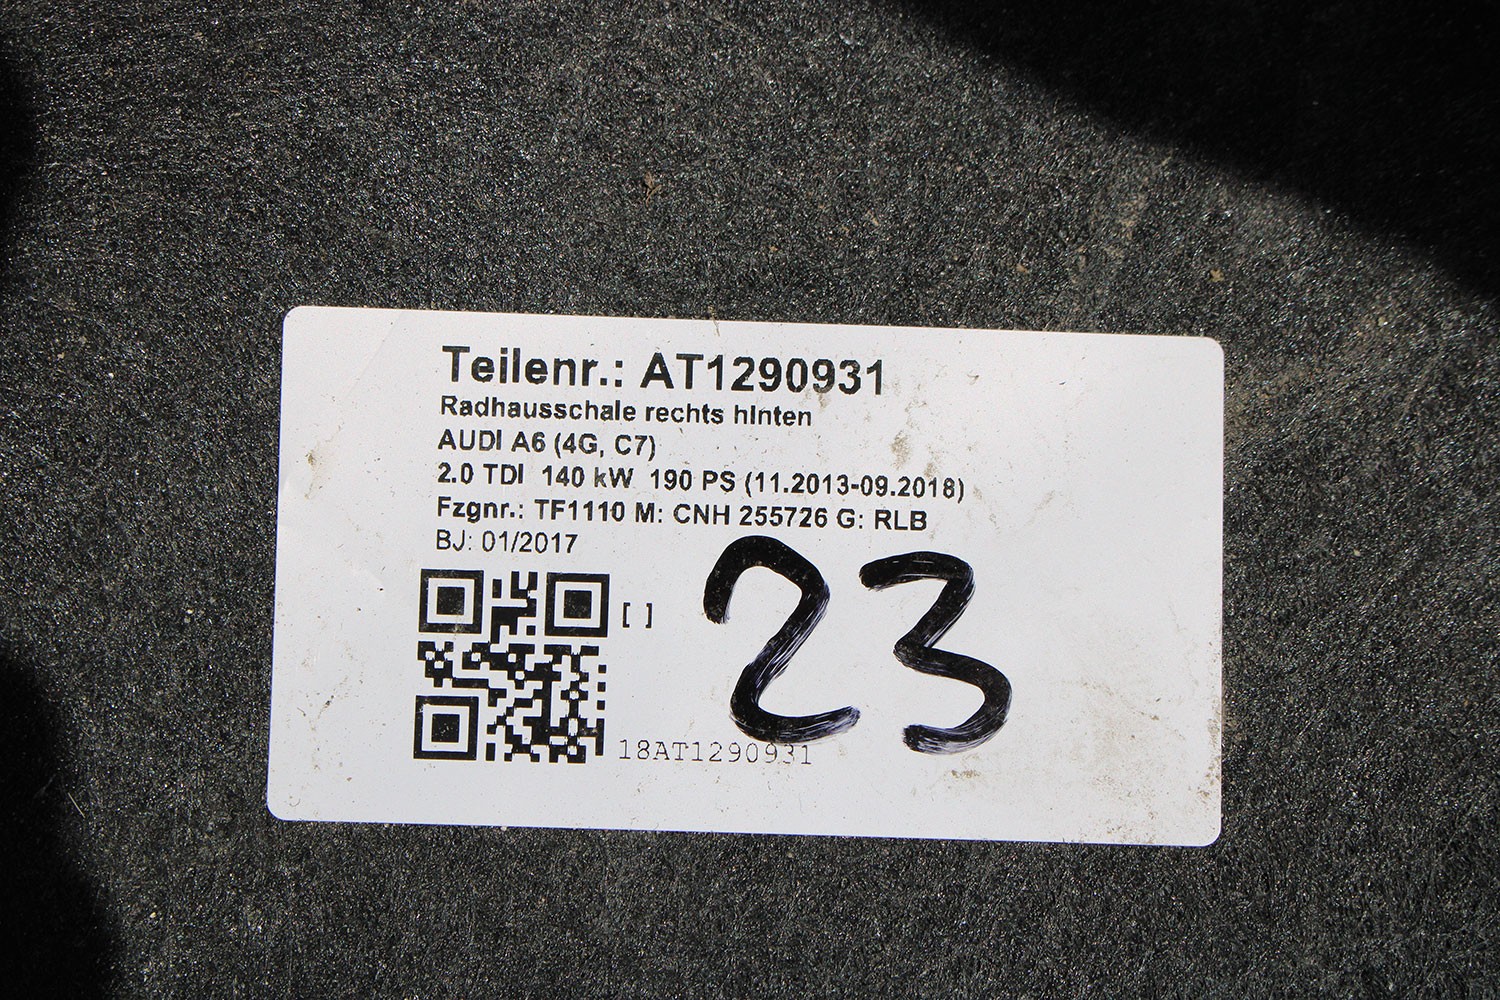 Teilenr.: AT1290931
Radhausschale rechts hinten
AUDI A6 (4G, C7)
2.0 TDI 140 kW 190 PS (11.2013-09.2018)
Fzgnr.: TF1110 M: CNH 255726 G: RLB
BJ: 01/2017
[ ]
23
18AT1290931